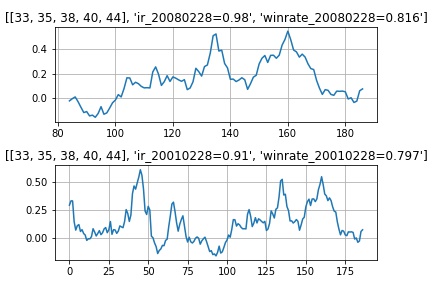 [[33, 35, 38, 40, 44], 'ir_20080228=0.98', 'winrate_20080228=0.816']
0.4
0.2
0.0
80 100 120 140 160 180
[[33, 35, 38, 40, 44], 'ir_20010228=0.91', 'winrate_20010228=0.797']
0.50
0.25
0.00
0 25 50 75 100 125 150 175